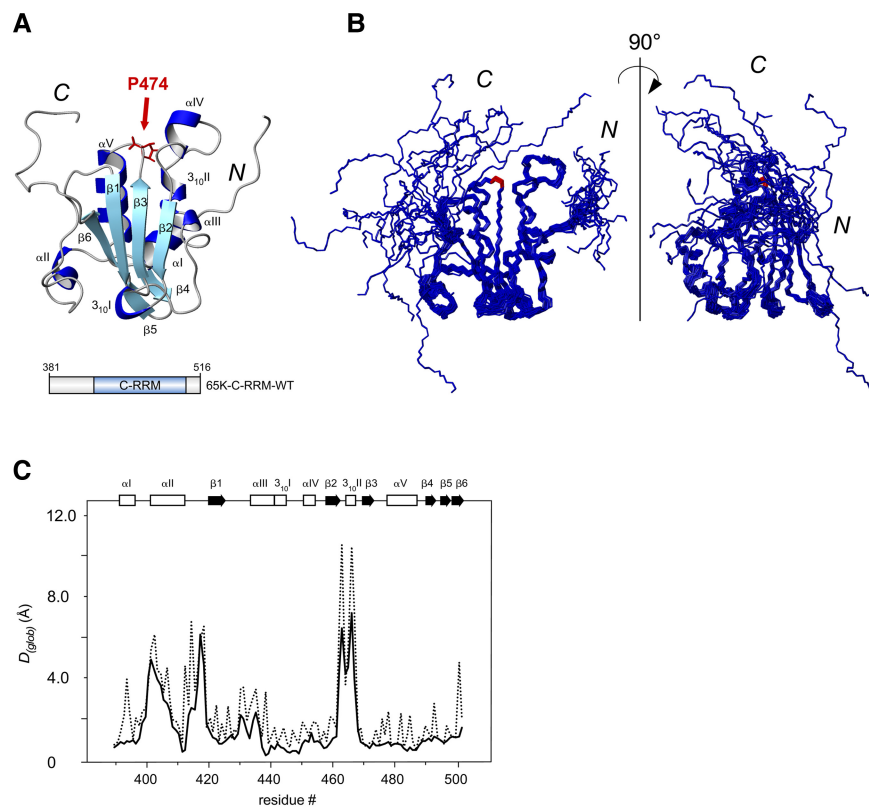 A
P474
C
αIV
αV
N
β1
3₁₀II
β3
αIII
β2
β6
αII
αI
β4
3₁₀I
β5
381
516
C-RRM
65K-C-RRM-WT
B
90°
C
C
N
N
C
αI αII β1 αIII 3₁₀I αIV β2 3₁₀II β3 αV β4 β5 β6
12.0
8.0
4.0
0
D(glob) (Å)
400 420 440 460 480 500
residue #